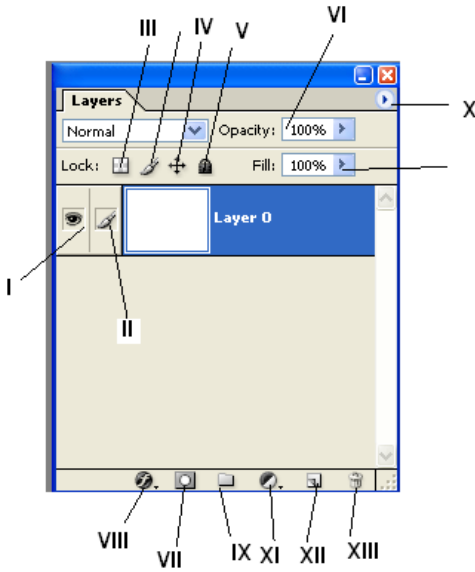 III IV V VI
Layers
X
Normal Opacity: 100%
Lock: Fill: 100%
Layer 0
I
II
VIII VII IX XI XII XIII